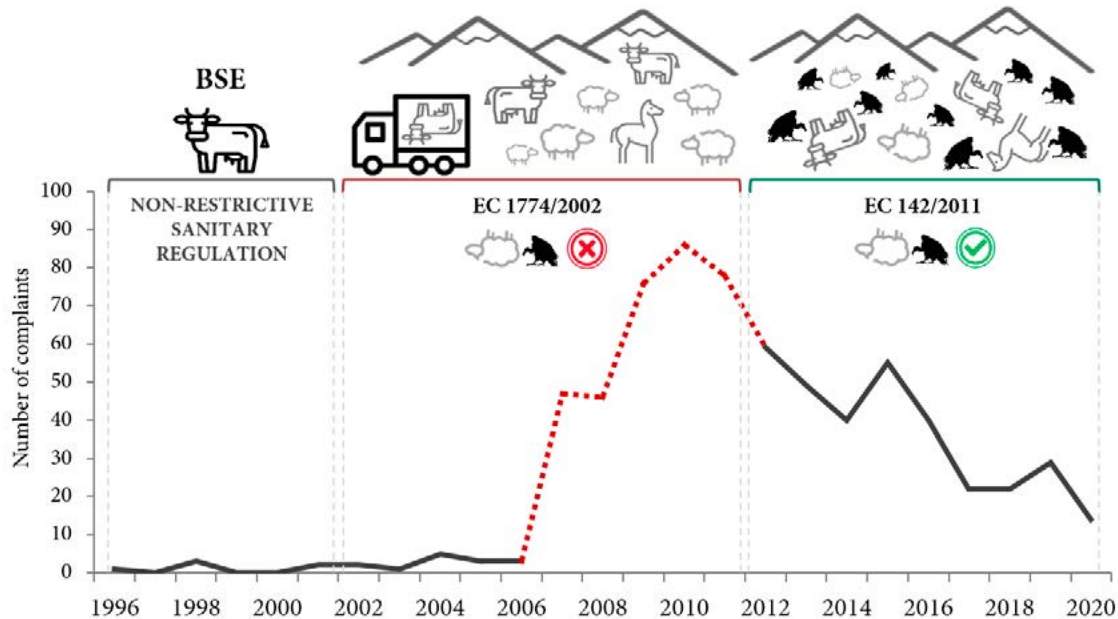 BSE
NON-RESTRICTIVE
SANITARY
REGULATION
EC 1774/2002
EC 142/2011
Number of complaints
100
90
80
70
60
50
40
30
20
10
0
1996 1998 2000 2002 2004 2006 2008 2010 2012 2014 2016 2018 2020